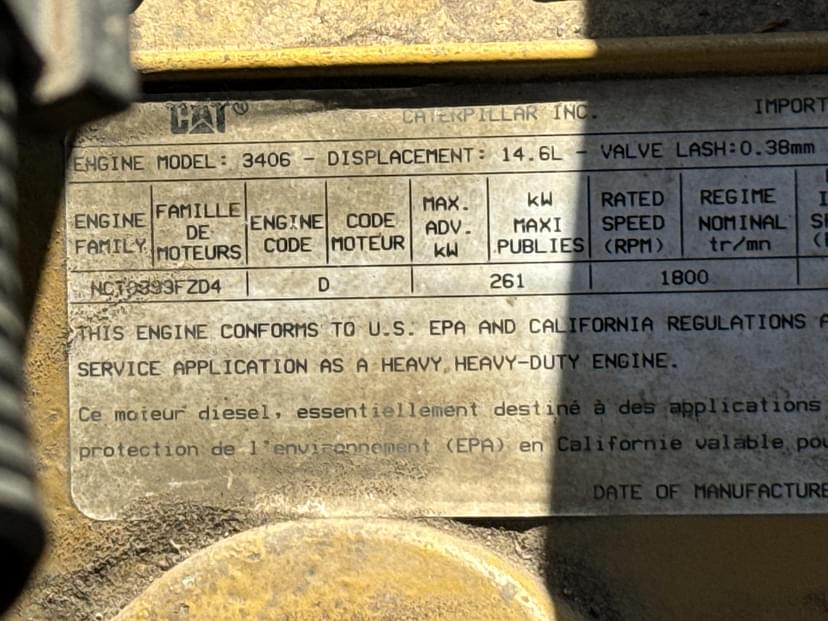 CAT® CATERPILLAR INC. IMPORT
ENGINE MODEL: 3406 - DISPLACEMENT: 14.6L - VALVE LASH:0.38mm
ENGINE FAMILY
FAMILLE DE MOTEURS
ENGINE CODE
CODE MOTEUR
MAX. ADV. kW
kW MAXI PUBLIES
RATED SPEED (RPM)
REGIME NOMINAL tr/mn
D 261 1800
THIS ENGINE CONFORMS TO U.S. EPA AND CALIFORNIA REGULATIONS
SERVICE APPLICATION AS A HEAVY HEAVY-DUTY ENGINE.
Ce moteur diesel, essentiellement destiné à des applications
protection de l'environnement (EPA) en Californie valable pou
DATE OF MANUFACTURE